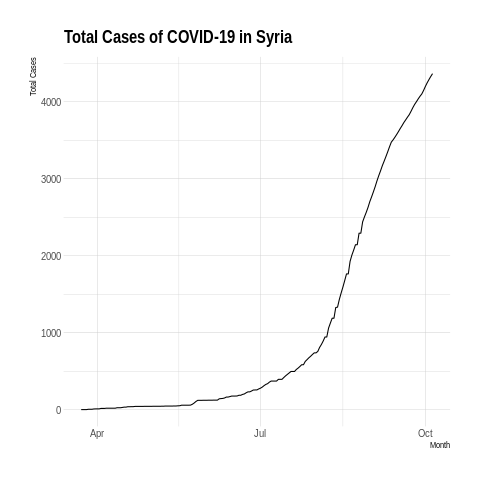 Total Cases of COVID-19 in Syria
Total Cases
4000
3000
2000
1000
0
Apr
Jul
Oct
Month